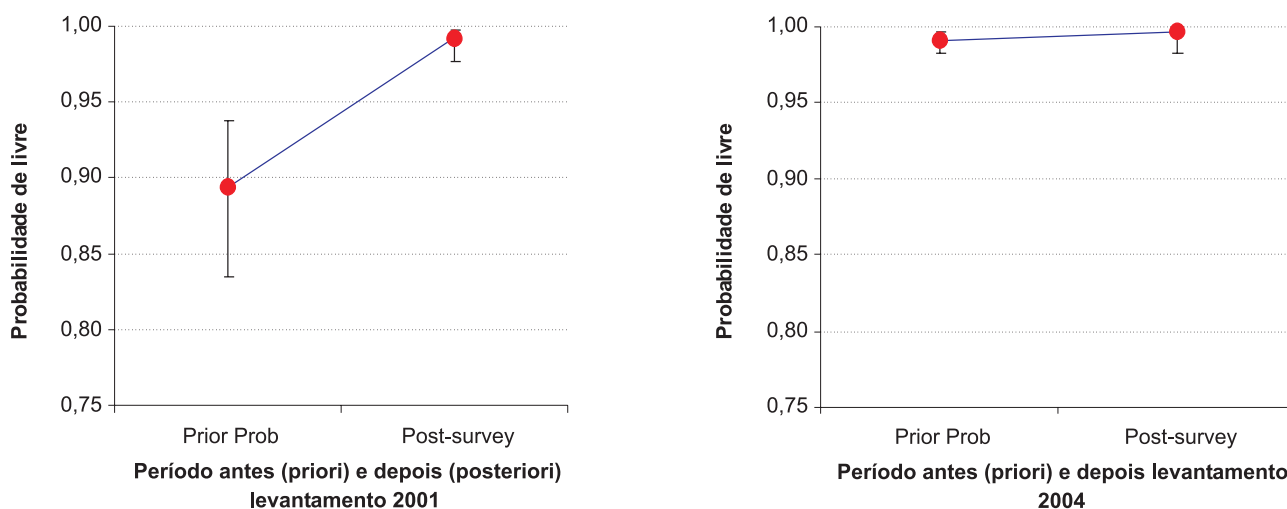 Probabilidade de livre
1,00
0,95
0,90
0,85
0,80
0,75
Prior Prob
Post-survey
Período antes (priori) e depois (posteriori)
levantamento 2001
Probabilidade de livre
1,00
0,95
0,90
0,85
0,80
0,75
Prior Prob
Post-survey
Período antes (priori) e depois levantamento
2004